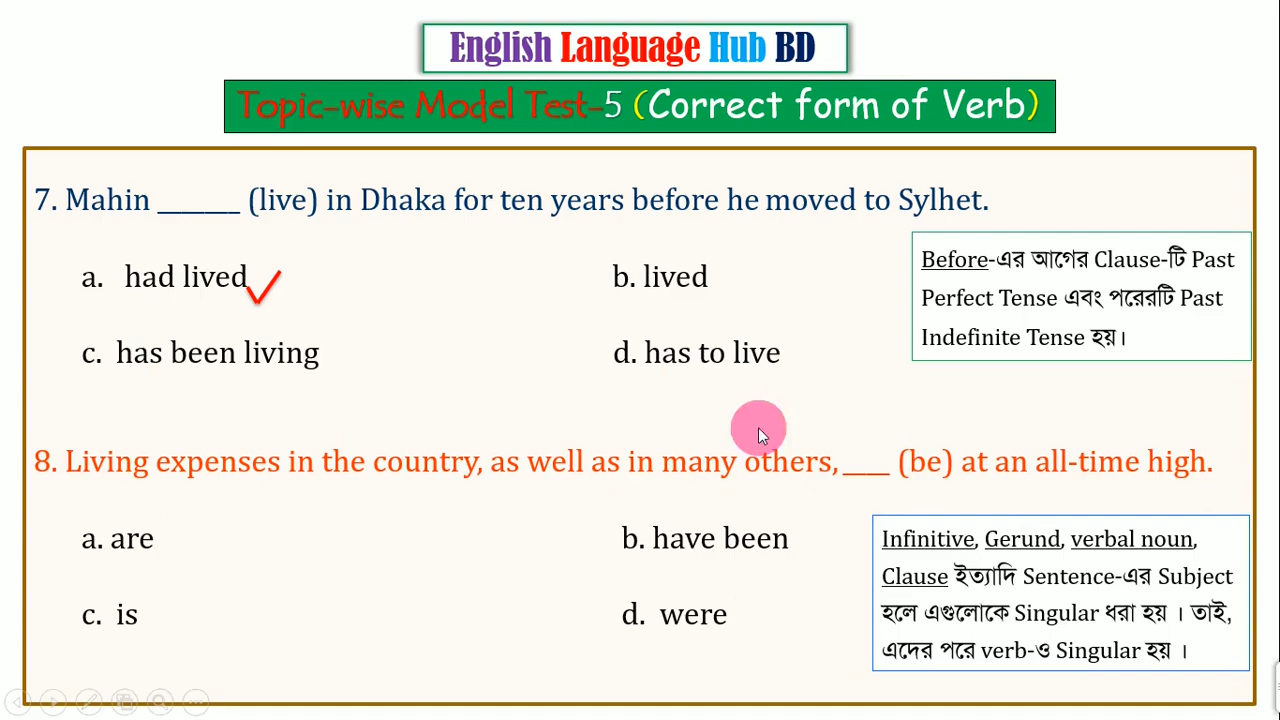 English Language Hub BD
Topic-wise Model Test-5 (Correct form of Verb)
7. Mahin ______ (live) in Dhaka for ten years before he moved to Sylhet.
a. had lived
b. lived
c. has been living
d. has to live
Before-এর আগের Clause-টি Past
Perfect Tense এবং পরেরটি Past
Indefinite Tense হয়।
8. Living expenses in the country, as well as in many others, ____ (be) at an all-time high.
a. are
b. have been
c. is
d. were
Infinitive, Gerund, verbal noun,
Clause ইত্যাদি Sentence-এর Subject
হলে এগুলোকে Singular ধরা হয় । তাই,
এদের পরে verb-ও Singular হয় ।